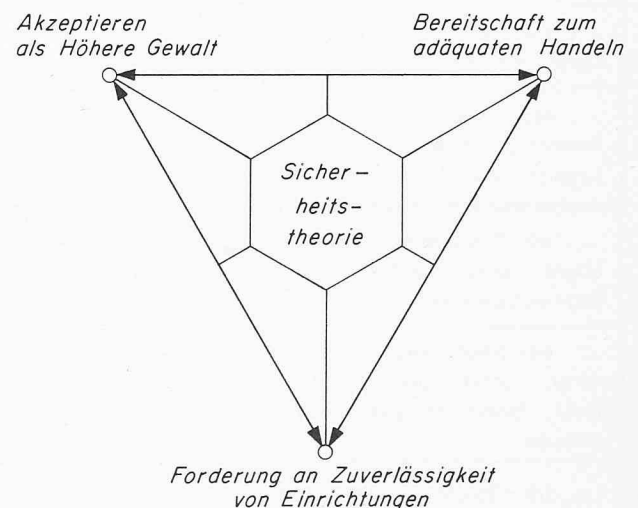 Akzeptieren
als Höhere Gewalt
Bereitschaft zum
adäquaten Handeln
Sicher-
heits-
theorie
Forderung an Zuverlässigkeit
von Einrichtungen